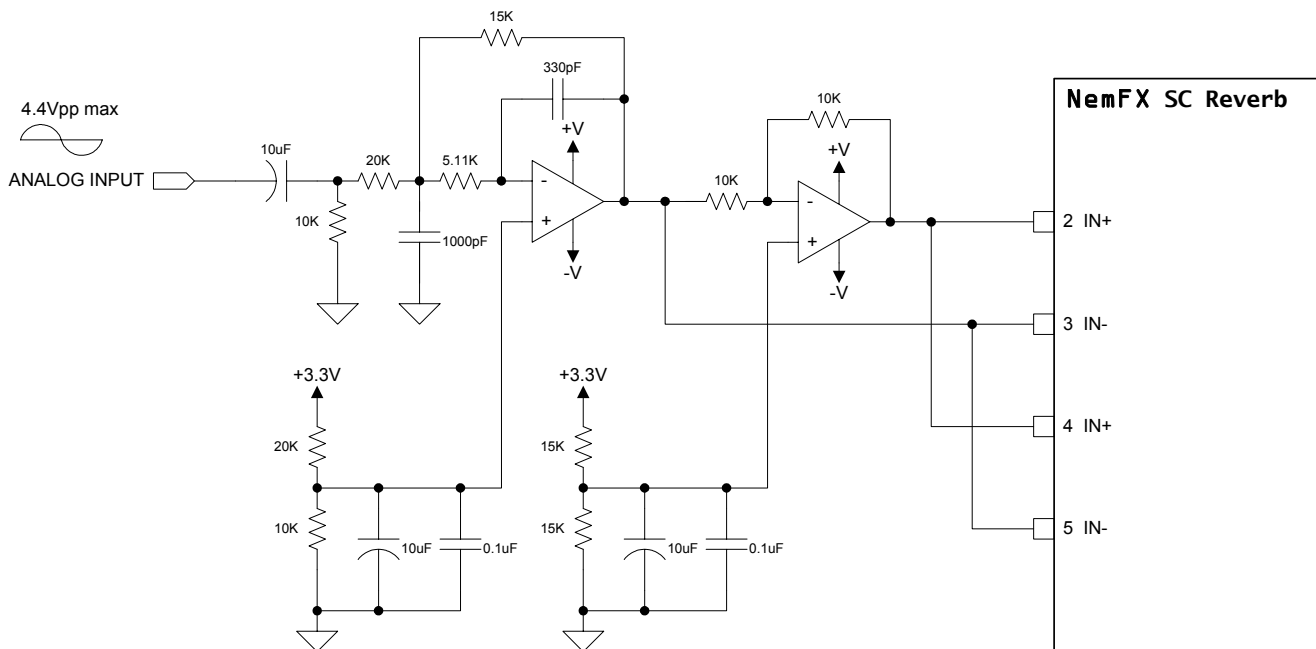 15K
330pF
NemFX SC Reverb
4.4Vpp max
+V
10K
10uF
20K
5.11K
+V
ANALOG INPUT
-
10K
-
10K
+
2 IN+
1000pF
+
-V
-V
3 IN-
+3.3V
+3.3V
4 IN+
20K
15K
10K
10uF
0.1uF
15K
10uF
0.1uF
5 IN-